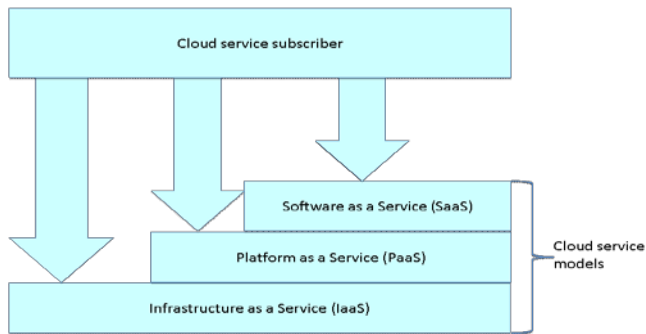 Cloud service subscriber
Software as a Service (SaaS)
Platform as a Service (PaaS)
Cloud service
models
Infrastructure as a Service (IaaS)